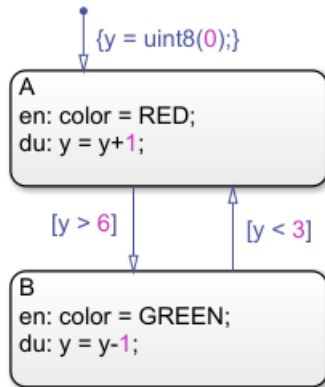 {y = uint8(0);}
A
en: color = RED;
du: y = y+1;
[y > 6]
[y < 3]
B
en: color = GREEN;
du: y = y-1;